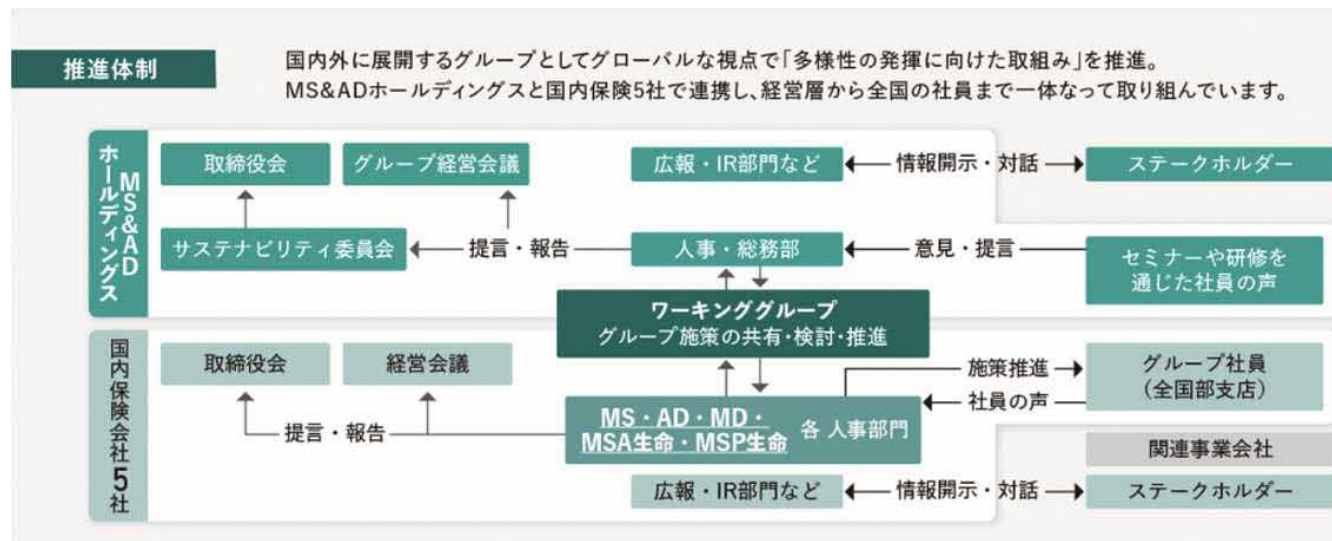 推進体制
国内外に展開するグループとしてグローバルな視点で「多様性の発揮に向けた取組み」を推進。
MS&ADホールディングスと国内保険5社で連携し、経営層から全国の社員まで一体なって取り組んでいます。
MS&AD
ホールディングス
取締役会
グループ経営会議
広報・IR部門など
情報開示・対話
ステークホルダー
サステナビリティ委員会
提言・報告
人事・総務部
意見・提言
セミナーや研修を
通じた社員の声
ワーキンググループ
グループ施策の共有・検討・推進
国内保険会社5社
取締役会
経営会議
施策推進
社員の声
グループ社員
(全国部支店)
提言・報告
MS・AD・MD・
MSA生命・MSP生命
各 人事部門
関連事業会社
広報・IR部門など
情報開示・対話
ステークホルダー